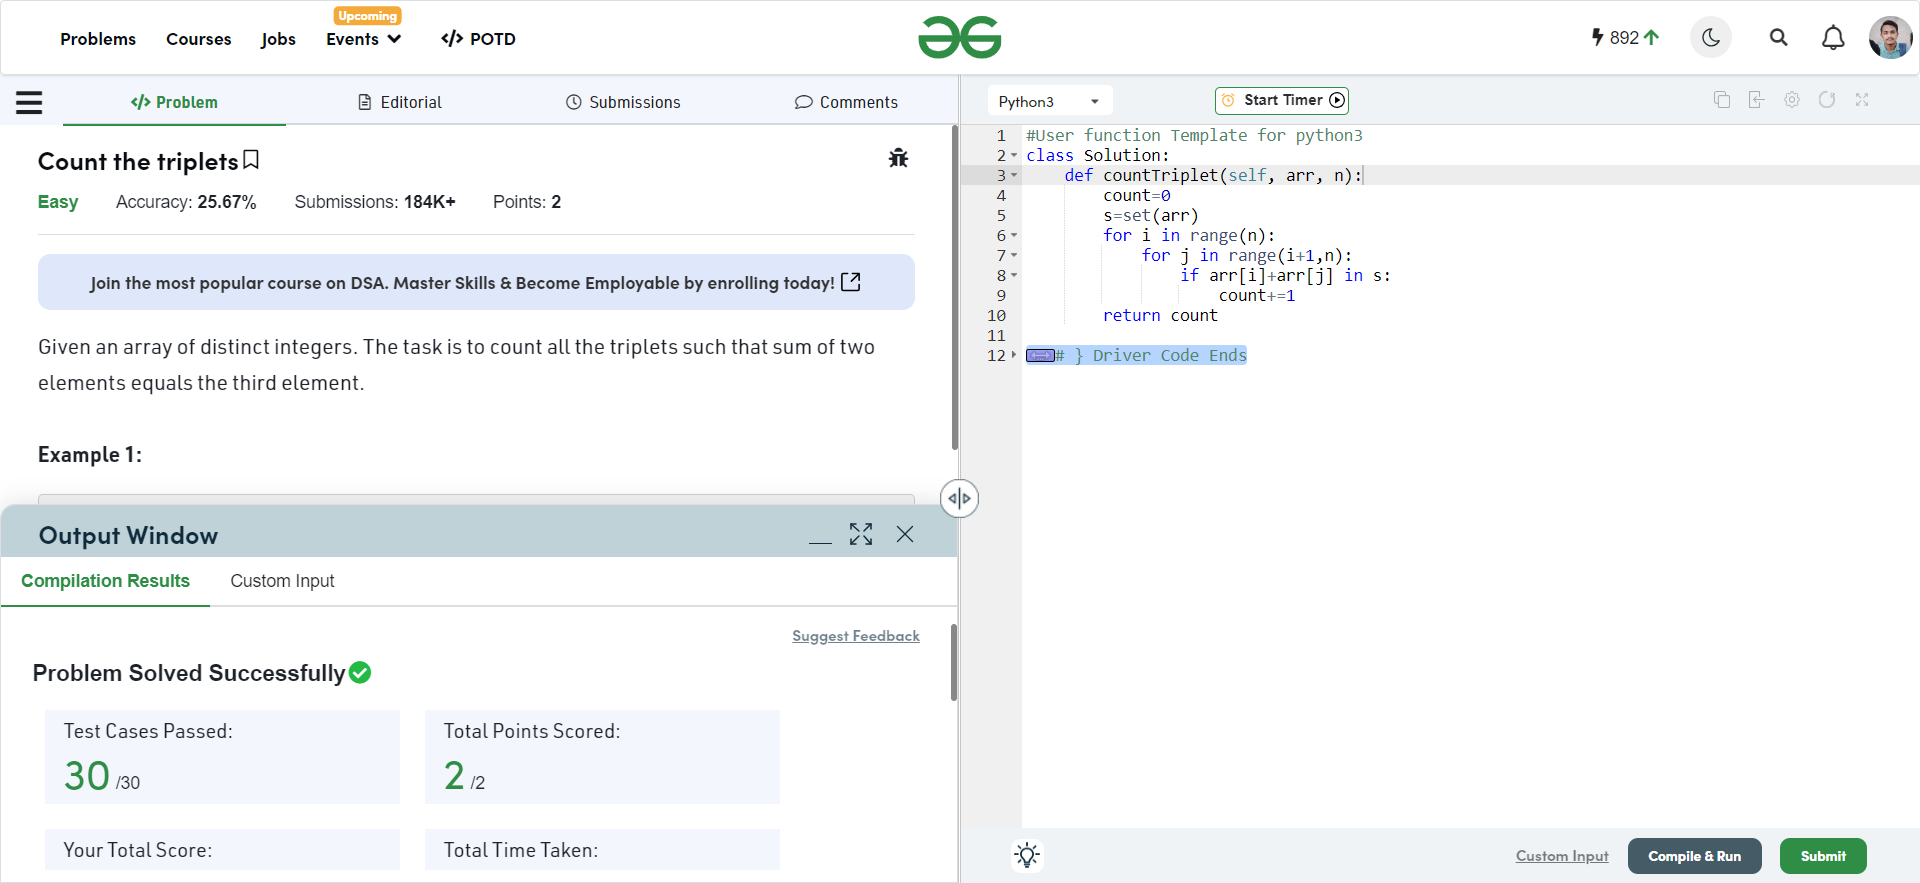 Upcoming
Problems Courses Jobs Events </> POTD
892
</> Problem Editorial Submissions Comments
Count the triplets
Easy Accuracy: 25.67% Submissions: 184K+ Points: 2
Join the most popular course on DSA. Master Skills & Become Employable by enrolling today!
Given an array of distinct integers. The task is to count all the triplets such that sum of two
elements equals the third element.
Example 1:
Output Window
Compilation Results Custom Input
Suggest Feedback
Problem Solved Successfully
Test Cases Passed: Total Points Scored:
30 /30 2 /2
Your Total Score: Total Time Taken:
Python3 Start Timer
1 #User function Template for python3
2 class Solution:
3 def countTriplet(self, arr, n):
4 count=0
5 s=set(arr)
6 for i in range(n):
7 for j in range(i+1,n):
8 if arr[i]+arr[j] in s:
9 count+=1
10 return count
11
12 # } Driver Code Ends
Custom Input Compile & Run Submit